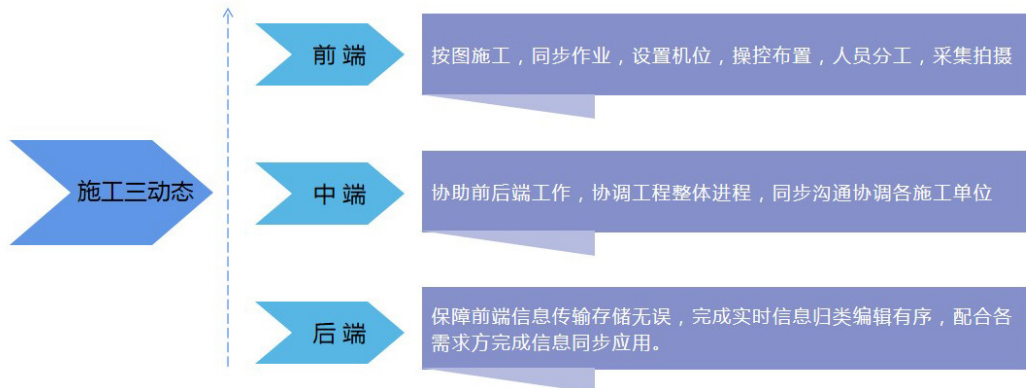 施工三动态
前端
按图施工，同步作业，设置机位，操控布置，人员分工，采集拍摄
中端
协助前后端工作，协调工程整体进程，同步沟通协调各施工单位
后端
保障前端信息传输存储无误，完成实时信息归类编辑有序，配合各
需求方完成信息同步应用。